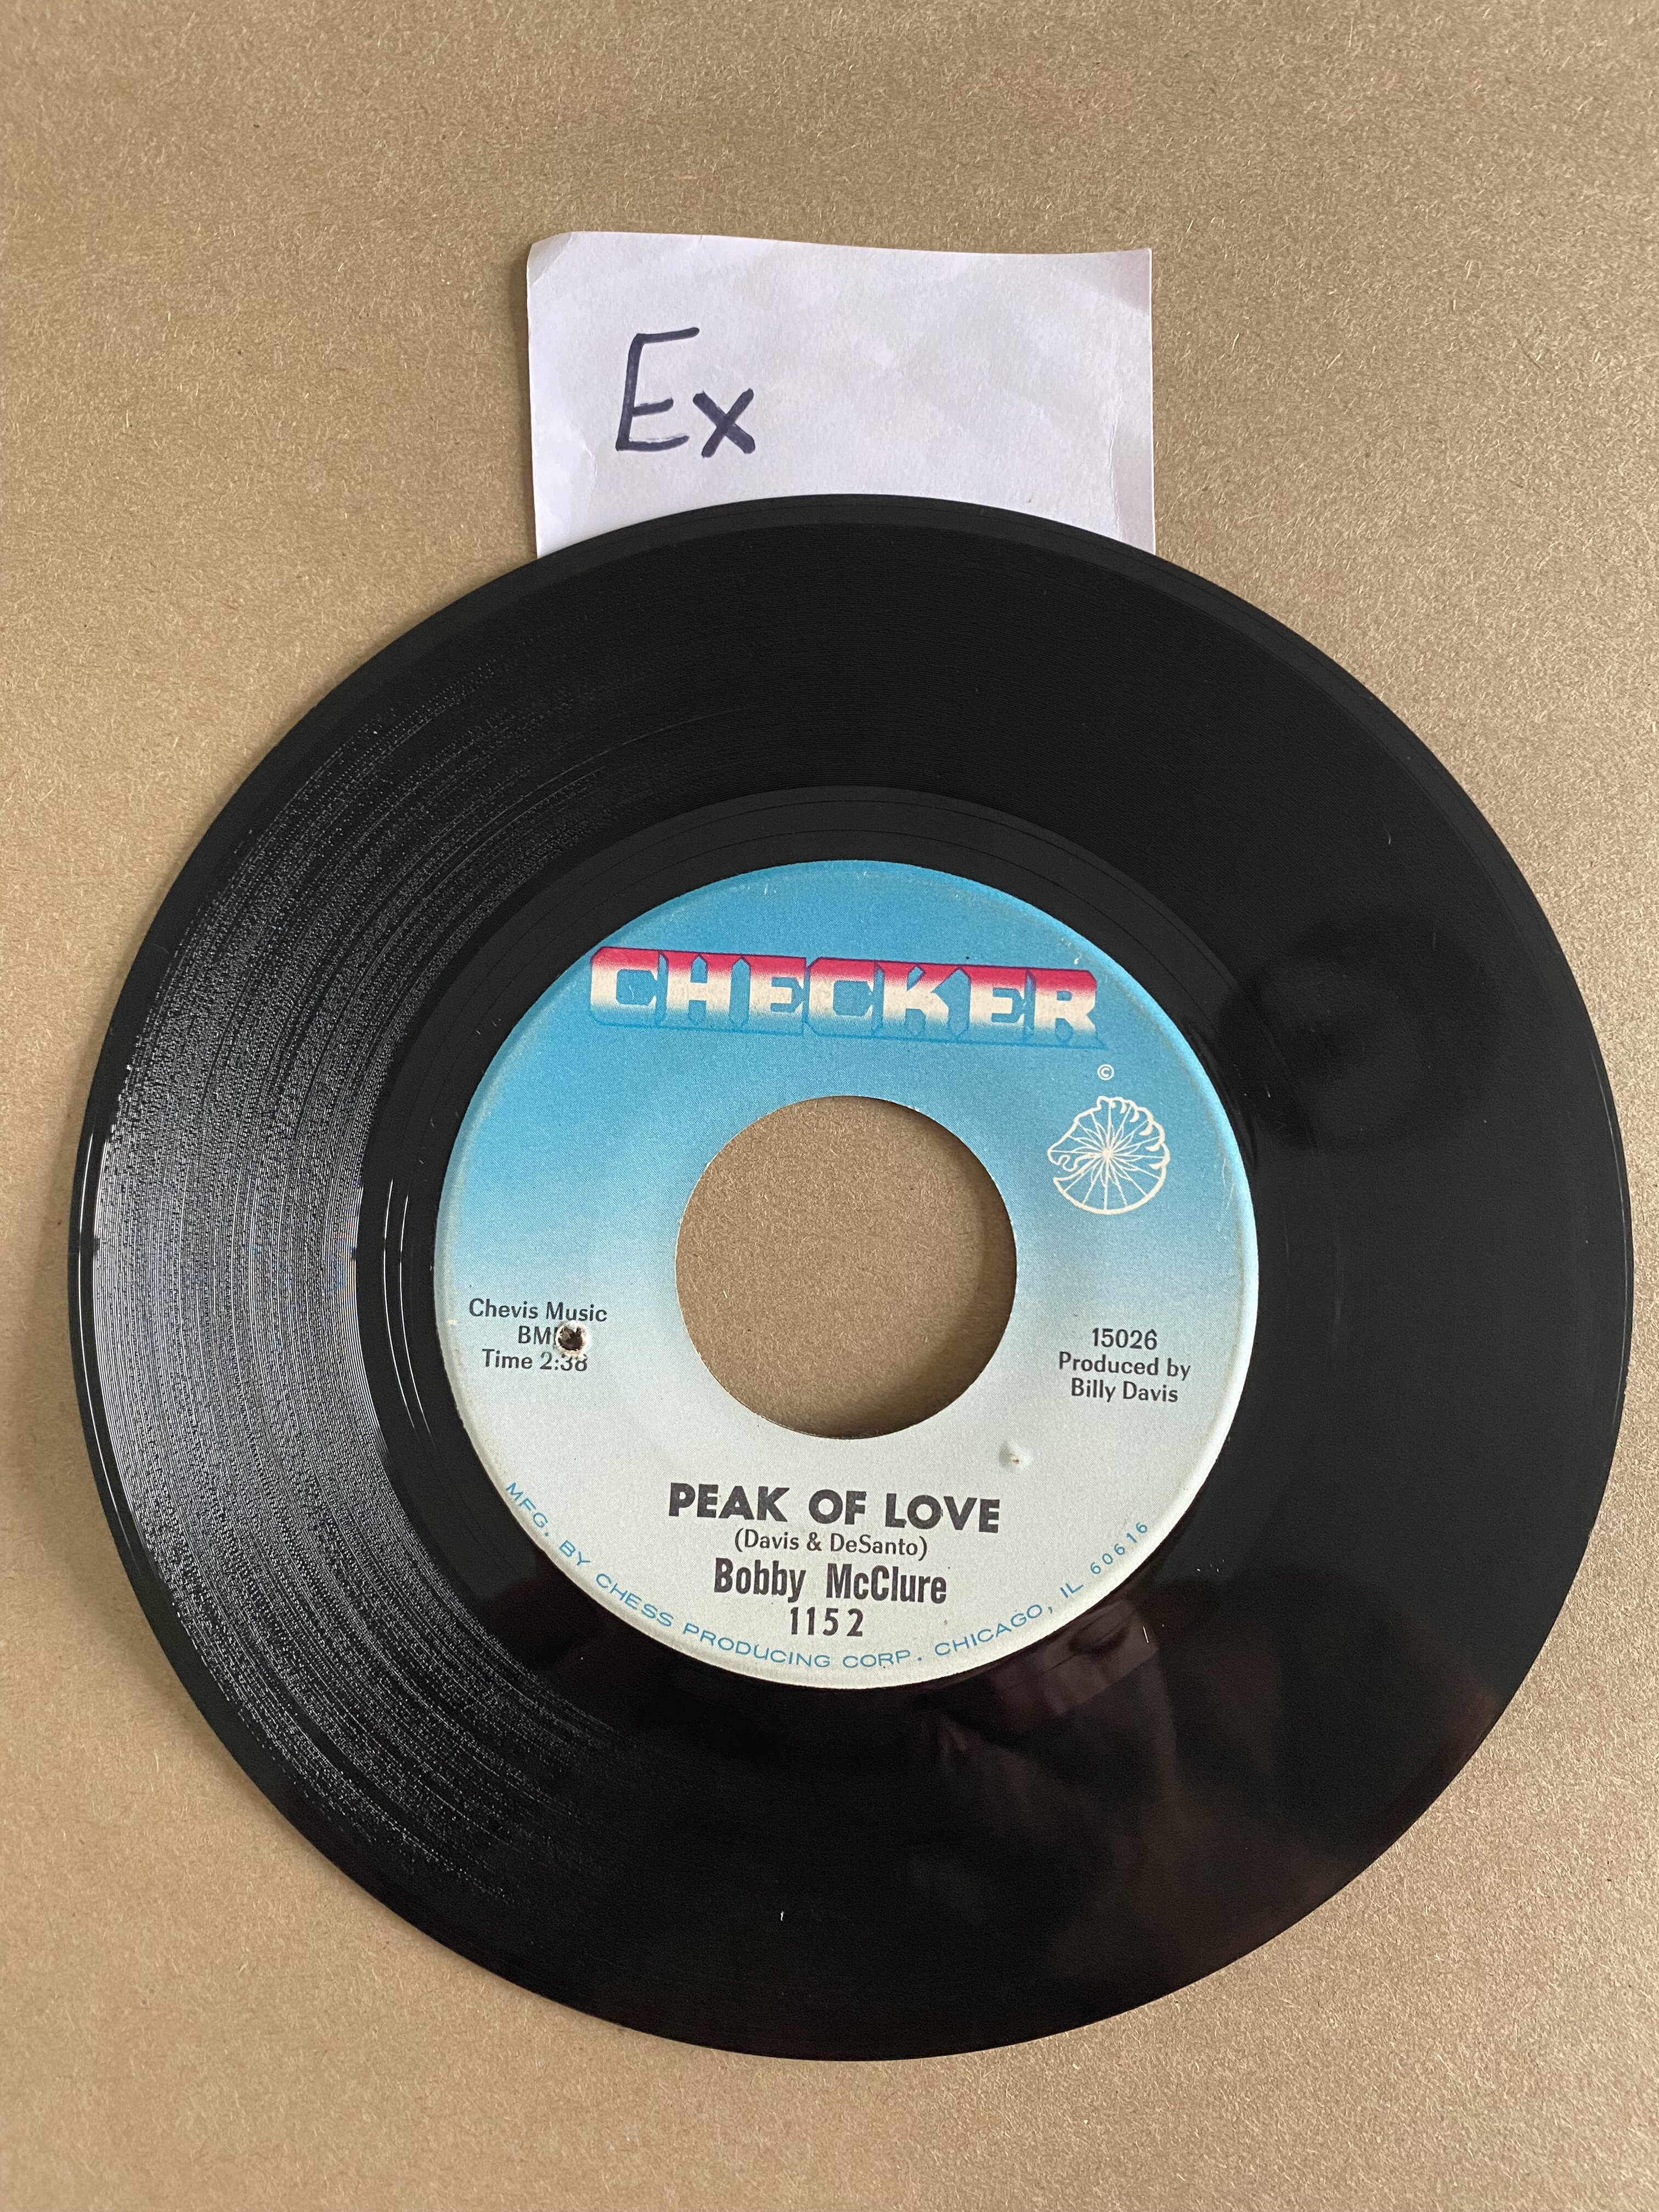 Ex
CHECKER
©
Chevis Music
BMI
Time 2:38
15026
Produced by
Billy Davis
PEAK OF LOVE
(Davis & DeSanto)
Bobby McClure
1152
MFG. BY CHESS PRODUCING CORP. CHICAGO, IL 60616